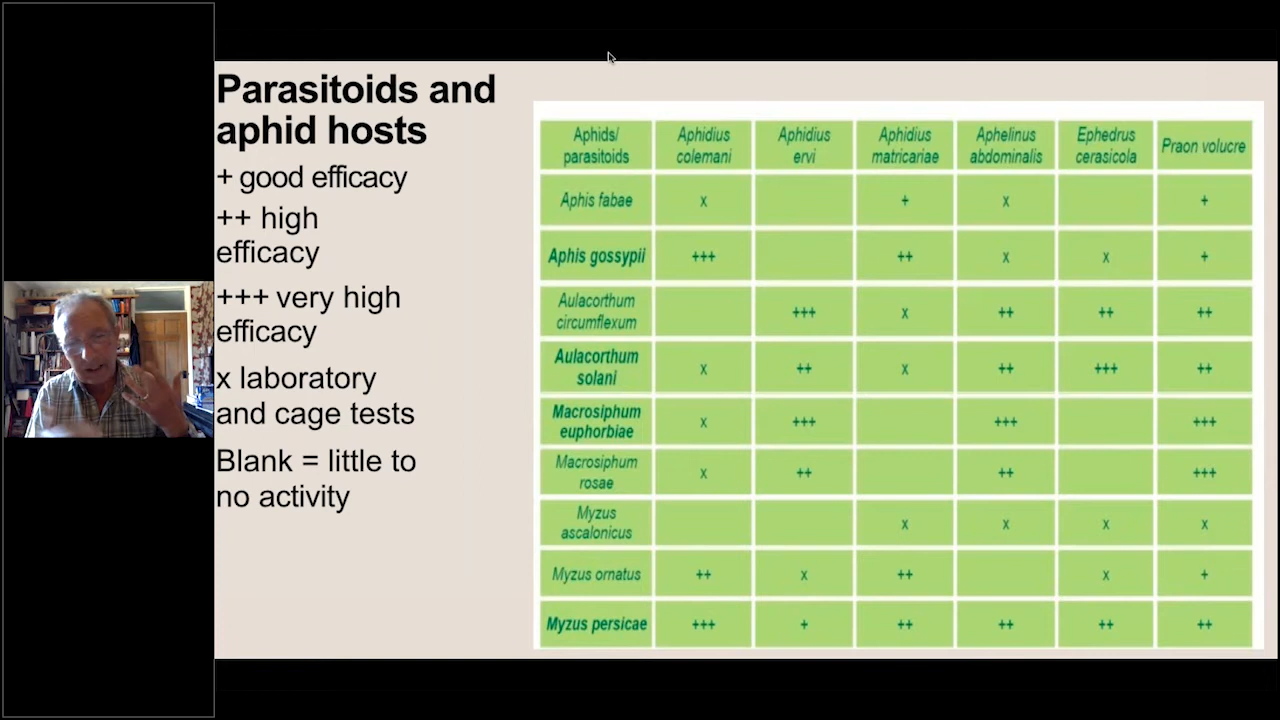 Parasitoids and
aphid hosts
+ good efficacy
++ high
efficacy
+++ very high
efficacy
x laboratory
and cage tests
Blank = little to
no activity
Aphids/ parasitoids Aphidius colemani Aphidius ervi Aphidius matricariae Aphelinus abdominalis Ephedrus cerasicola Praon volucre
Aphis fabae x + x +
Aphis gossypii +++ ++ x x +
Aulacorthum circumflexum +++ x ++ ++ ++
Aulacorthum solani x ++ x ++ +++ ++
Macrosiphum euphorbiae x +++ +++ +++
Macrosiphum rosae x ++ ++ +++
Myzus ascalonicus x x x x
Myzus ornatus ++ x ++ x +
Myzus persicae +++ + ++ ++ ++ ++